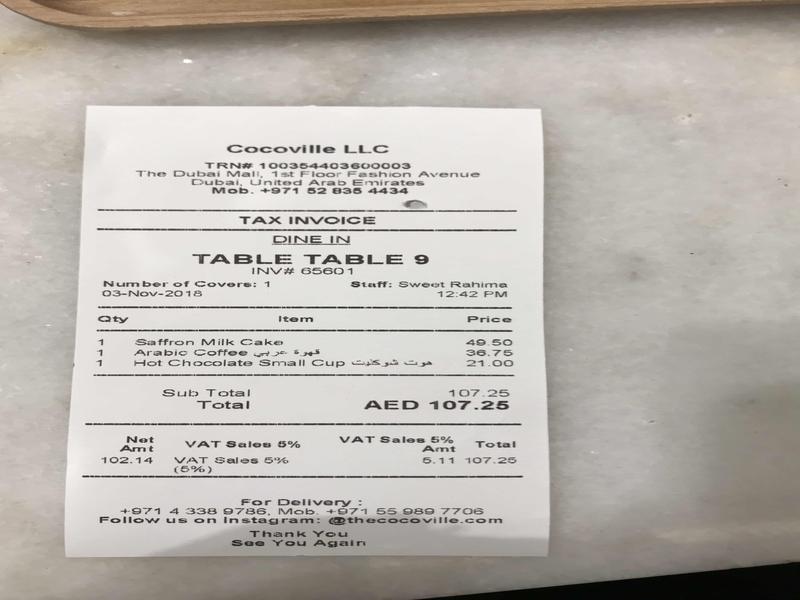 Cocoville LLC
TRN# 100354403600003
The Dubai Mall, 1st Floor Fashion Avenue
Dubai, United Arab Emirates
Mob. +971 52 835 4434
TAX INVOICE
DINE IN
TABLE TABLE 9
INV# 65601
Number of Covers: 1 Staff: Sweet Rahima
03-Nov-2018 12:42 PM
Qty Item Price
1 Saffron Milk Cake 49.50
1 Arabic Coffee قهوة عربي 36.75
1 Hot Chocolate Small Cup هوت شوكليت 21.00
Sub Total 107.25
Total AED 107.25
Net Amt VAT Sales 5% VAT Sales 5% Amt Total
102.14 VAT Sales 5% (5%) 5.11 107.25
For Delivery :
+971 4 338 9786, Mob. +971 55 989 7706
Follow us on Instagram: @thecocoville.com
Thank You
See You Again